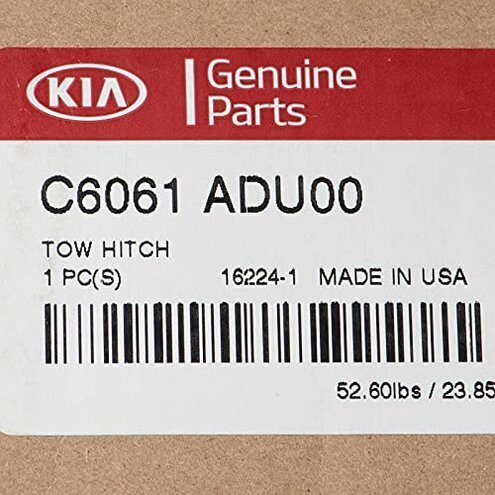 KIA Genuine
Parts
C6061 ADU00
TOW HITCH
1 PC(S) 16224-1 MADE IN USA
52.60lbs / 23.85